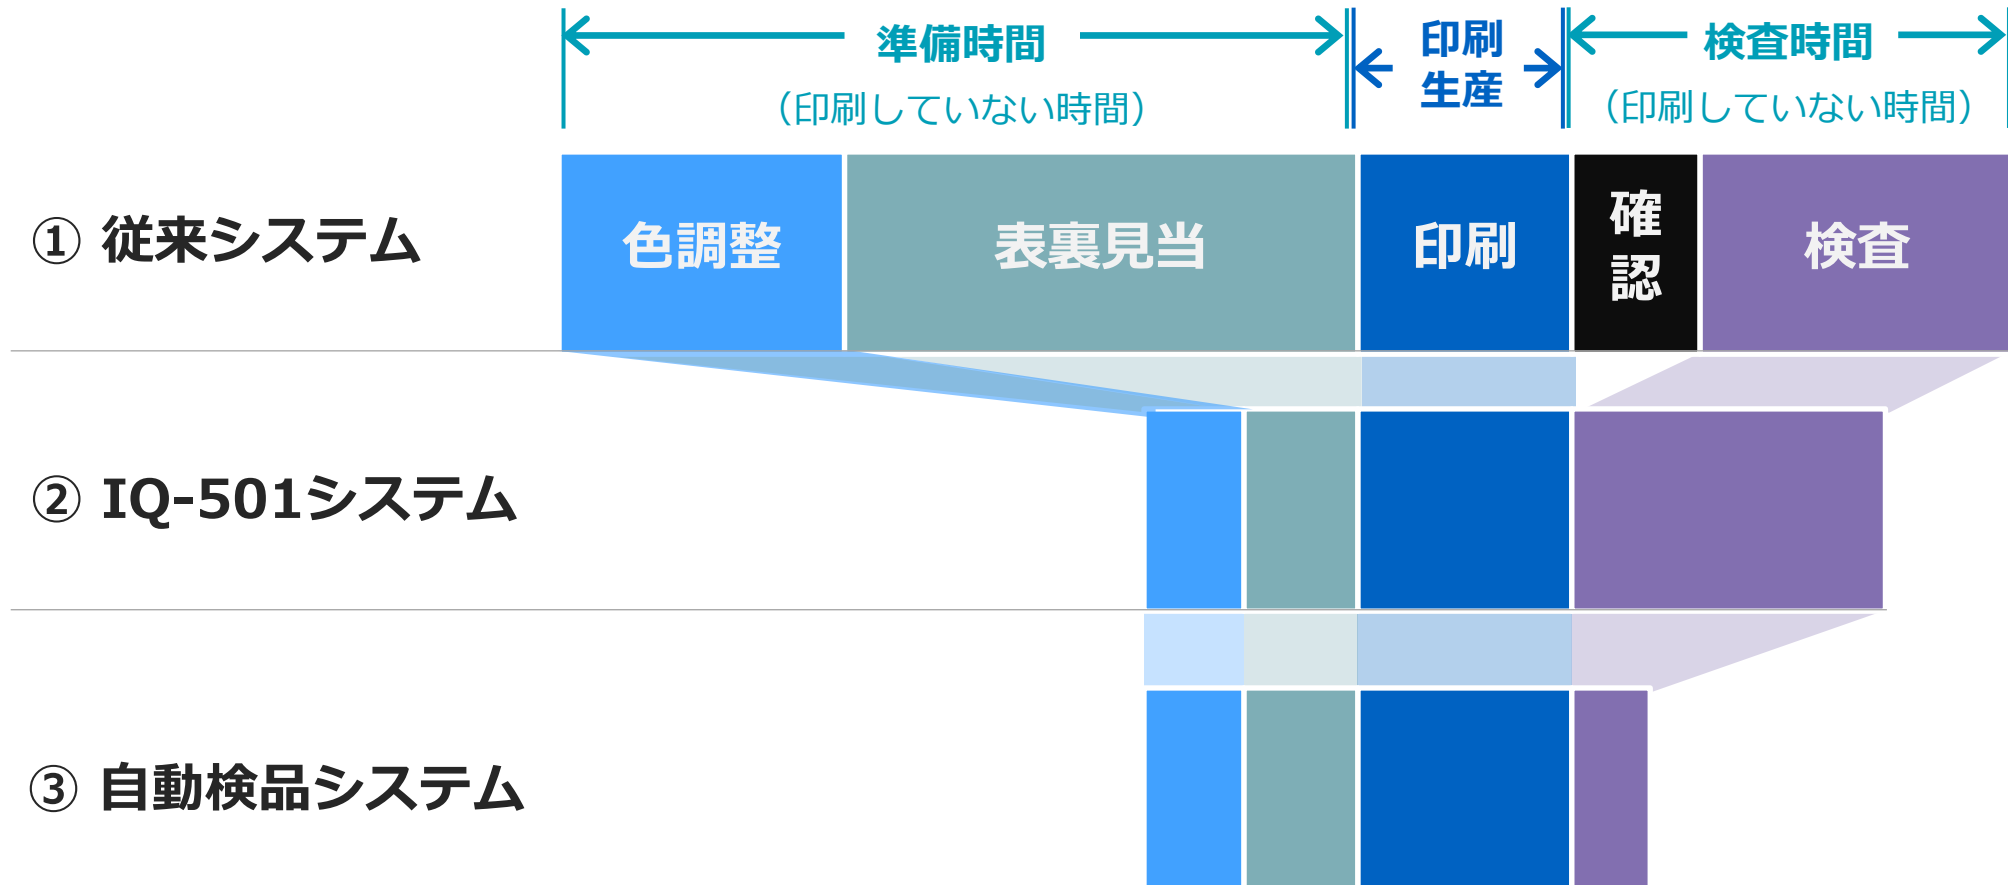 準備時間
（印刷していない時間）
印刷
生産
検査時間
（印刷していない時間）
① 従来システム
色調整
表裏見当
印刷
確
認
検査
② IQ-501システム
③ 自動検品システム